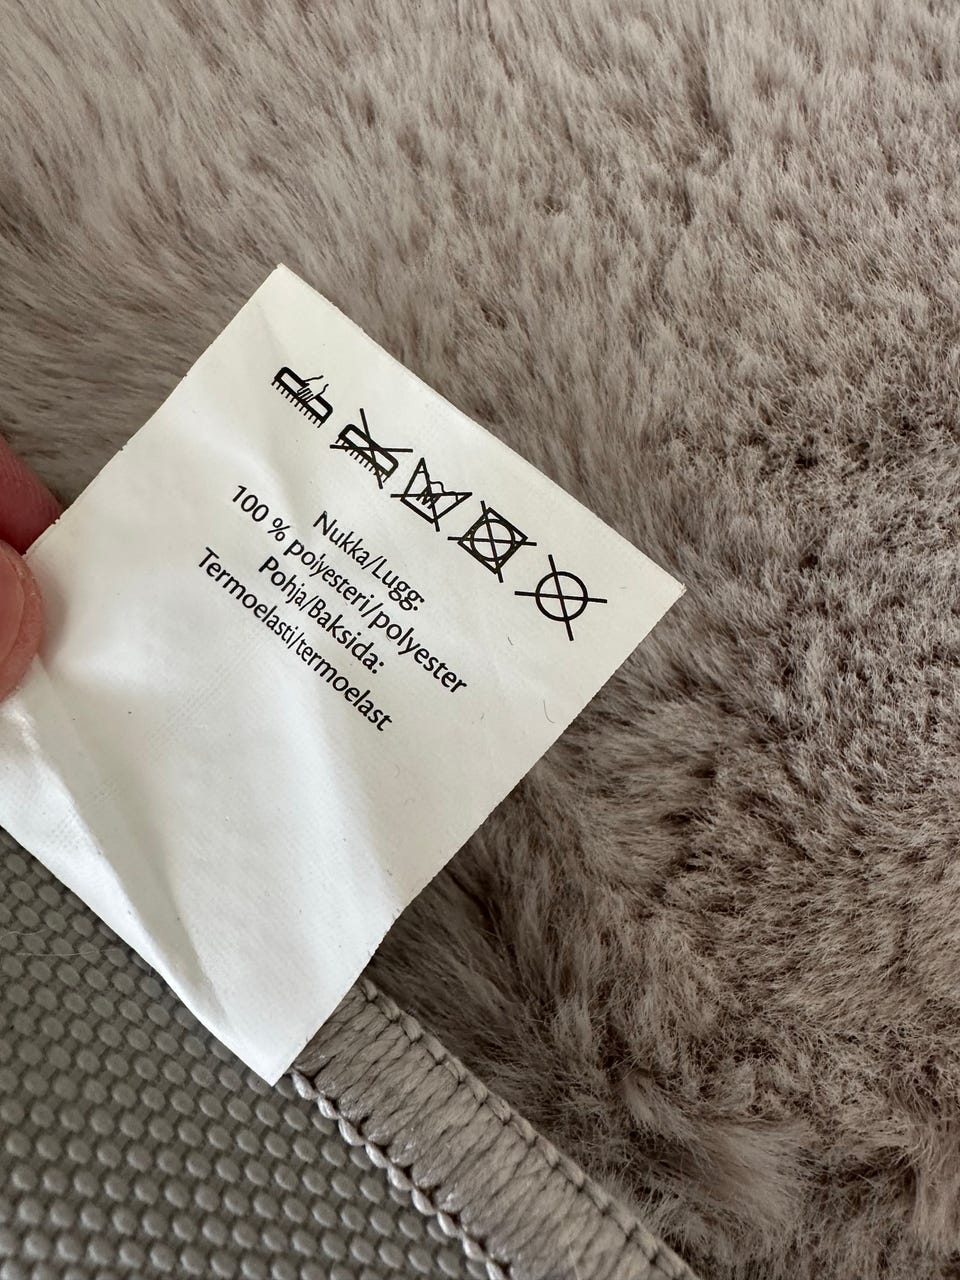 Nukka/Lugg:
100 % polyesteri/polyester
Pohja/Baksida:
Termoelasti/termoelast